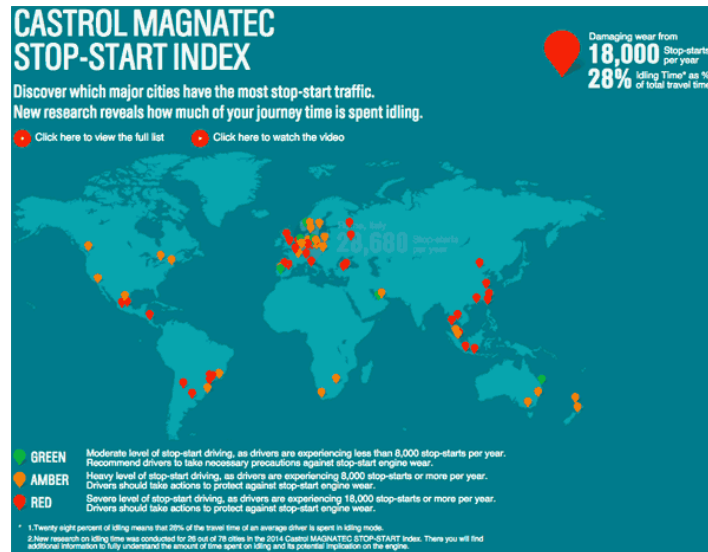 CASTROL MAGNATEC
STOP-START INDEX
Discover which major cities have the most stop-start traffic.
New research reveals how much of your journey time is spent idling.
Click here to view the full list
Click here to watch the video
Damaging wear from
18,000 Stop-starts per year
28% Idling Time* as % of total travel time
Italy
Stop-starts
per year
GREEN
Moderate level of stop-start driving, as drivers are experiencing less than 8,000 stop-starts per year.
Recommend drivers to take necessary precautions against stop-start engine wear.
AMBER
Heavy level of stop-start driving, as drivers are experiencing 8,000 stop-starts or more per year.
Drivers should take actions to protect against stop-start engine wear.
RED
Severe level of stop-start driving, as drivers are experiencing 18,000 stop-starts or more per year.
Drivers should take actions to protect against stop-start engine wear.
* 1.Twenty eight percent of idling means that 28% of the travel time of an average driver is spent in idling mode.
2.New research on idling time was conducted for 26 out of 78 cities in the 2014 Castrol MAGNATEC STOP-START Index. There you will find
additional information to fully understand the amount of time spent on idling and its potential implication on the engine.